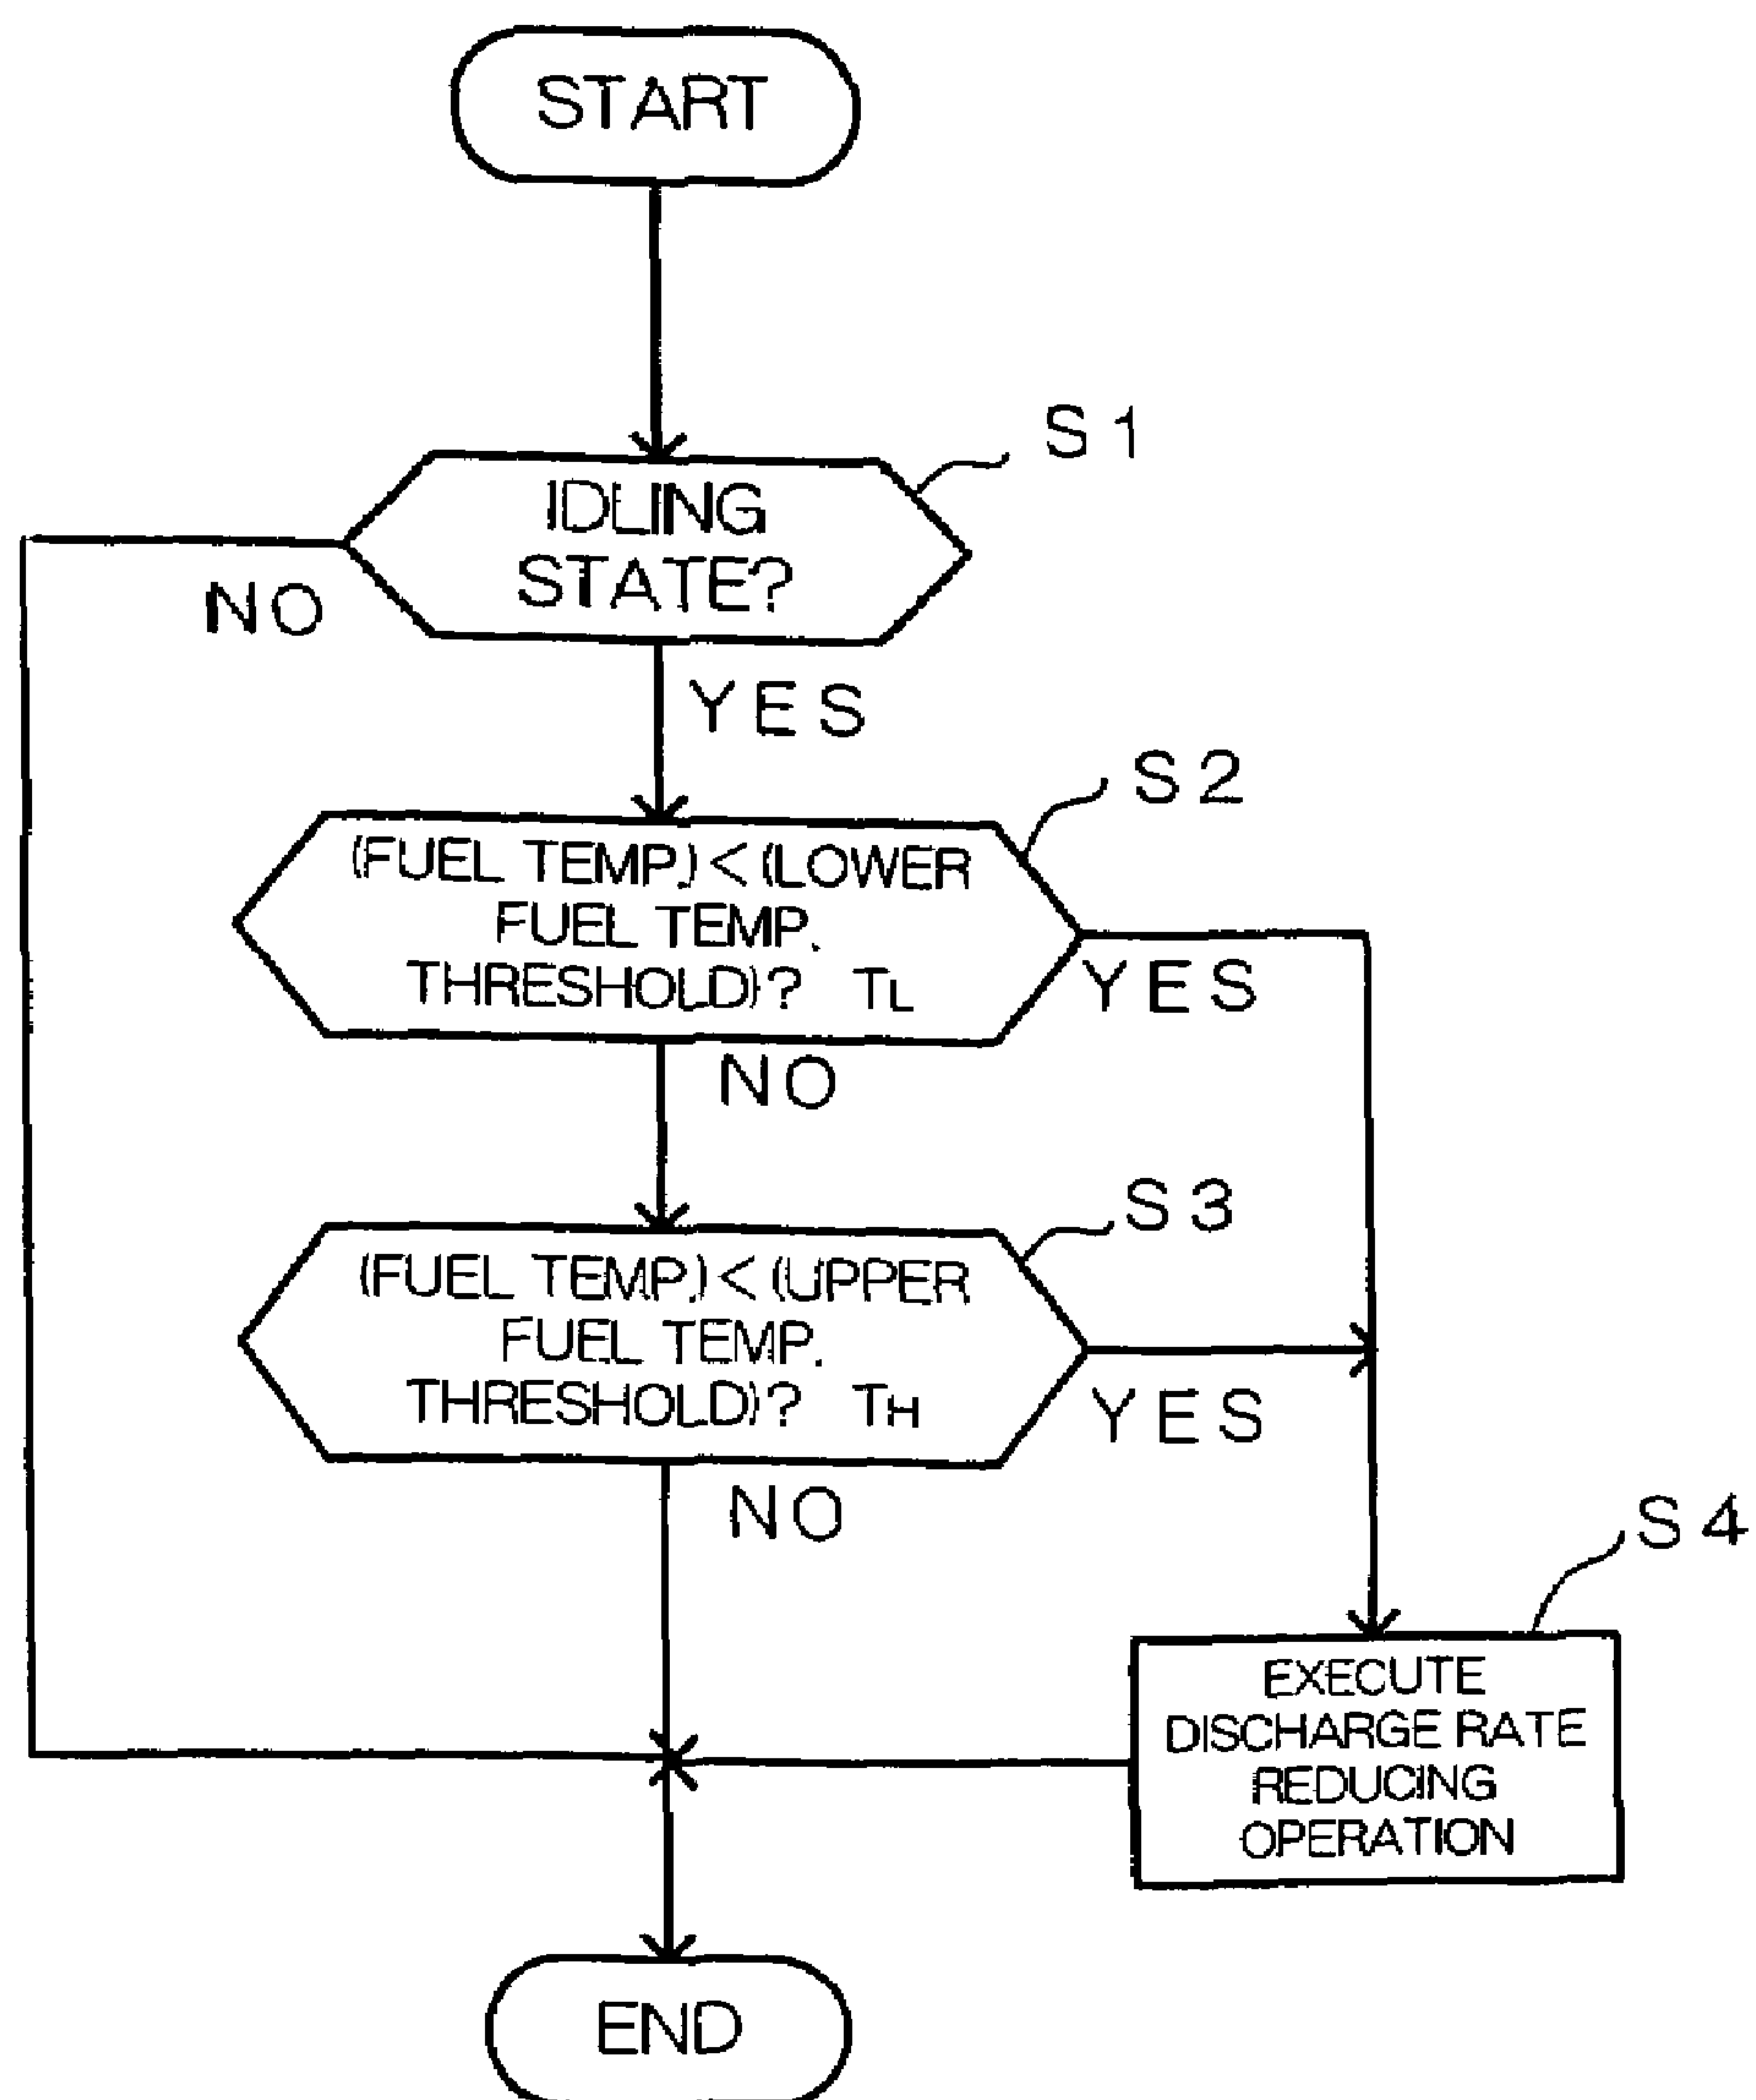 START
S1
IDLING
STATE?
NO
YES
S2
(FUEL TEMP.)<(LOWER
FUEL TEMP.
THRESHOLD)? TL
YES
NO
S3
(FUEL TEMP.)<(UPPER
FUEL TEMP.
THRESHOLD)? TH
YES
NO
S4
EXECUTE
DISCHARGE RATE
REDUCING
OPERATION
END